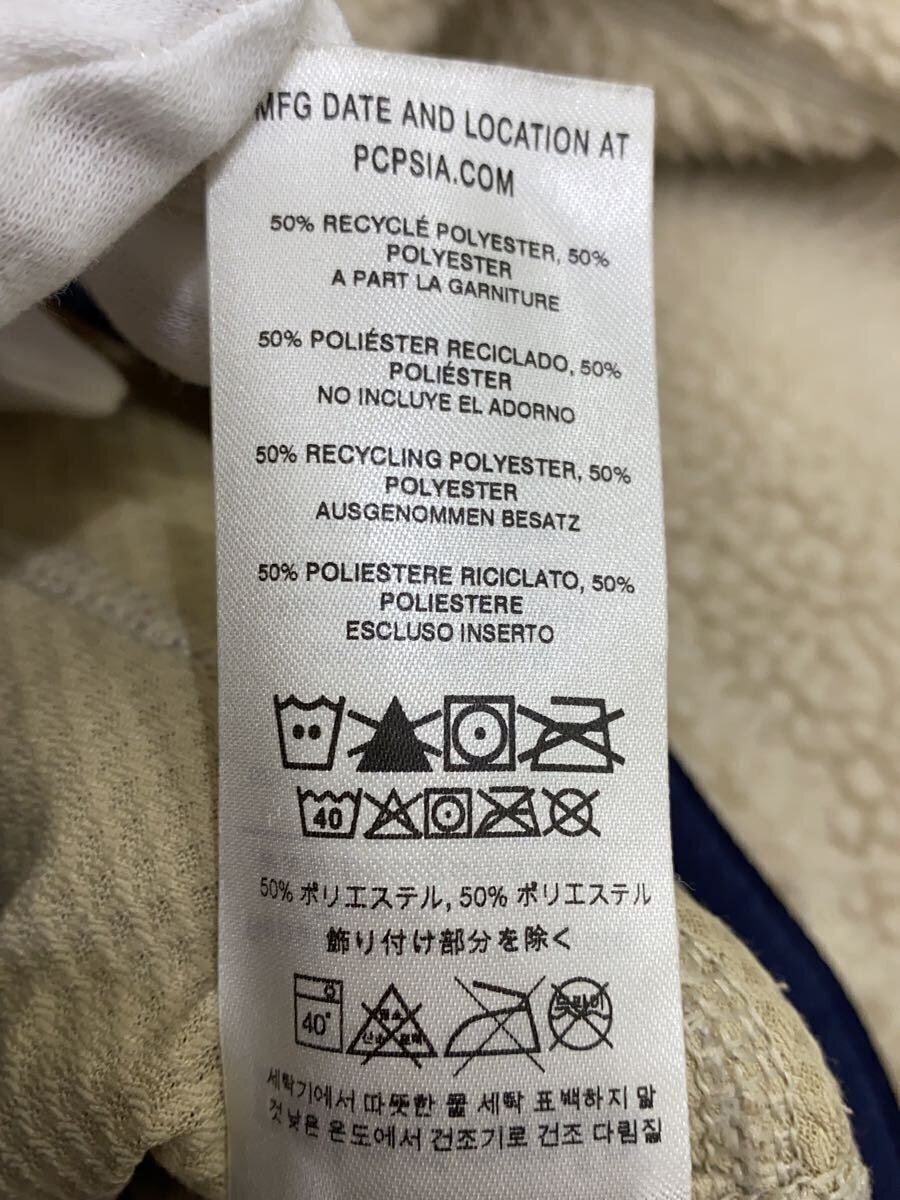 MFG DATE AND LOCATION AT
PCPSIA.COM
50% RECYCLÉ POLYESTER, 50%
POLYESTER
A PART LA GARNITURE
50% POLIÉSTER RECICLADO, 50%
POLIÉSTER
NO INCLUYE EL ADORNO
50% RECYCLING POLYESTER, 50%
POLYESTER
AUSGENOMMEN BESATZ
50% POLIESTERE RICICLATO, 50%
POLIESTERE
ESCLUSO INSERTO
40
50% ポリエステル, 50% ポリエステル
飾り付け部分を除く
40°
드라이
세탁기에서 따뜻한 물 세탁 표백하지 말
것 낮은 온도에서 건조기로 건조 다림질